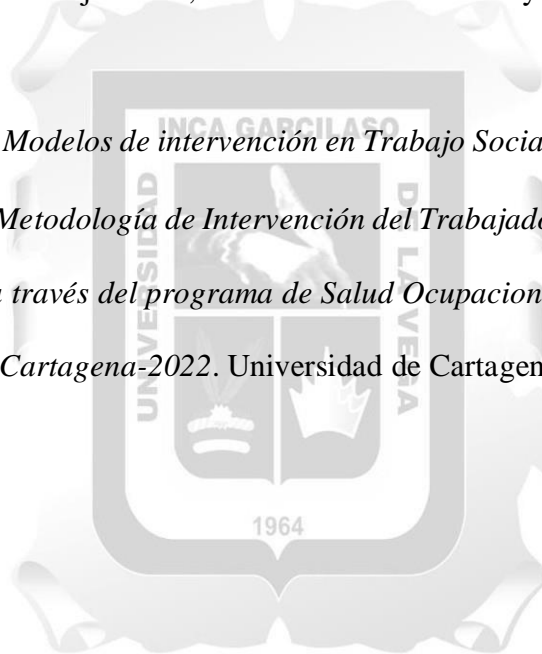 INCA GARCILASO
Modelos de intervención en Trabajo Socia
Metodología de Intervención del Trabajado
a través del programa de Salud Ocupacion
Cartagena-2022. Universidad de Cartagen
UNIVERSIDAD
DE LA VEGA
1964